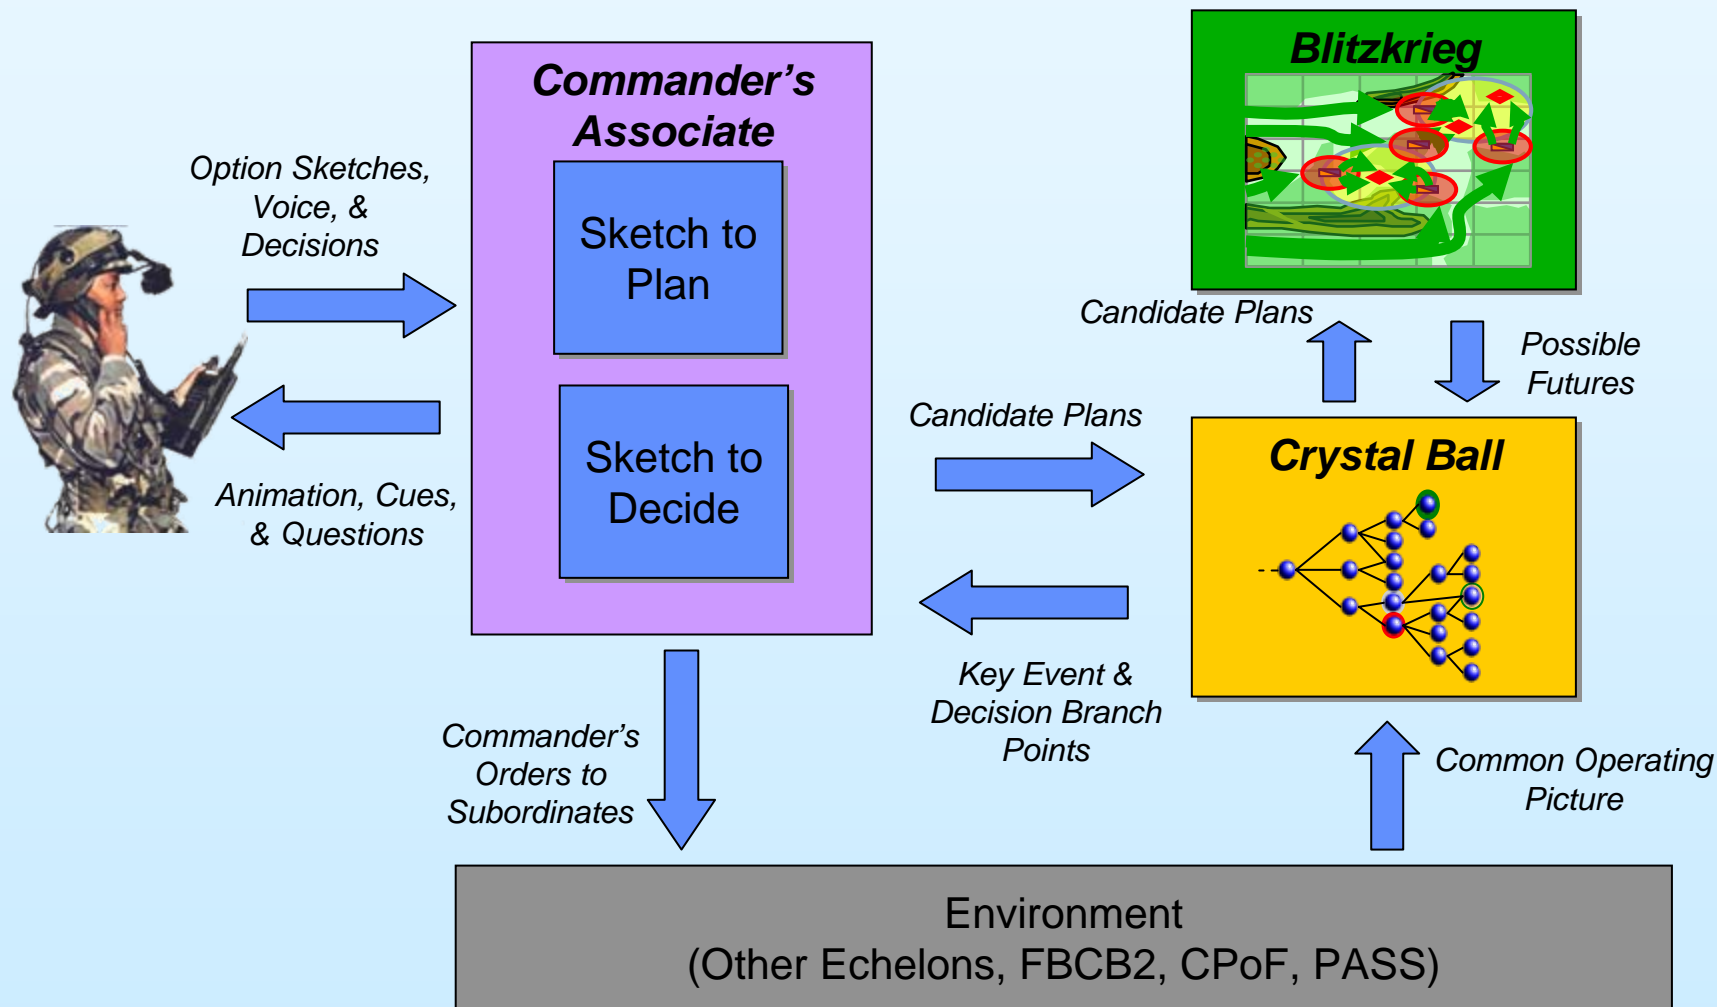 Commander's
Associate
Option Sketches,
Voice, &
Decisions
Sketch to
Plan
Animation, Cues,
& Questions
Sketch to
Decide
Blitzkrieg
Candidate Plans
Possible
Futures
Candidate Plans
Crystal Ball
Key Event &
Decision Branch
Points
Commander's
Orders to
Subordinates
Common Operating
Picture
Environment
(Other Echelons, FBCB2, CPoF, PASS)